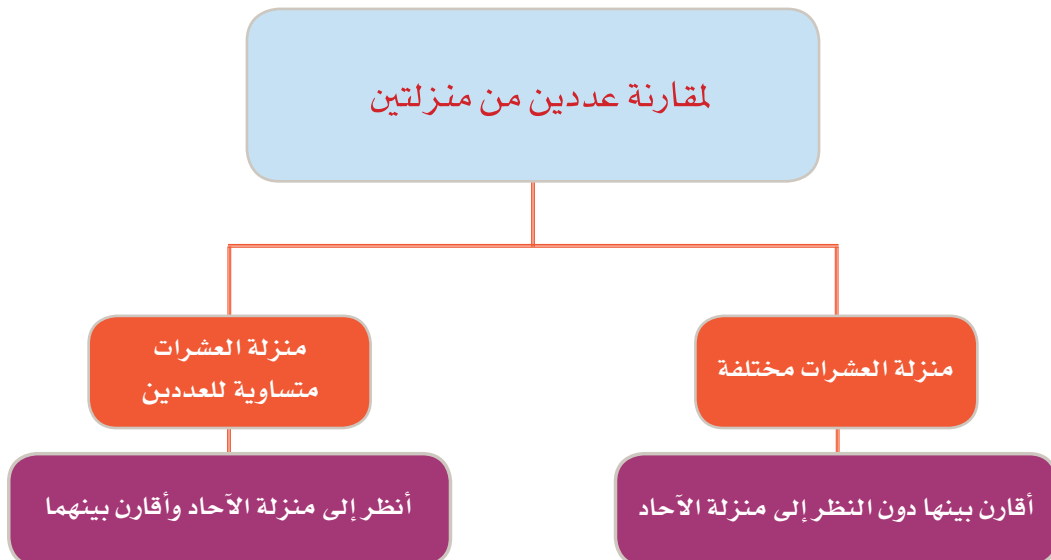 لمقارنة عددين من منزلتين
منزلة العشرات مختلفة
أقارن بينها دون النظر إلى منزلة الآحاد
منزلة العشرات
متساوية للعددين
أنظر إلى منزلة الآحاد وأقارن بينهما